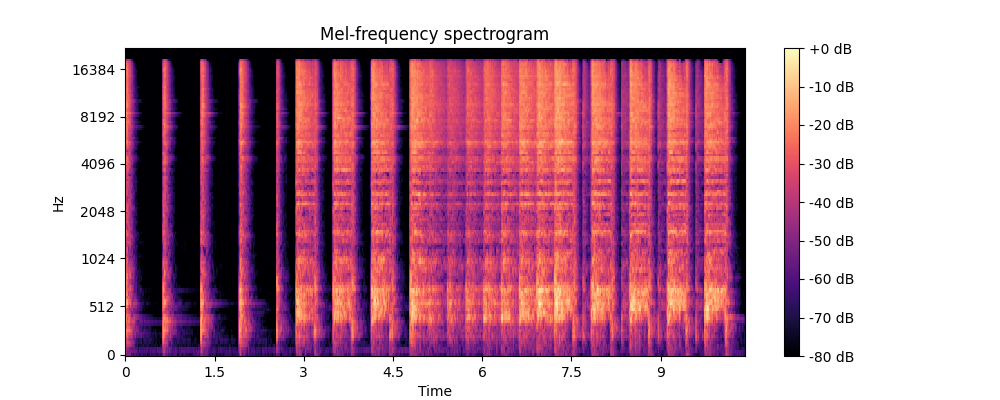 Mel-frequency spectrogram
Hz
16384
8192
4096
2048
1024
512
0
0 1.5 3 4.5 6 7.5 9
Time
+0 dB
-10 dB
-20 dB
-30 dB
-40 dB
-50 dB
-60 dB
-70 dB
-80 dB